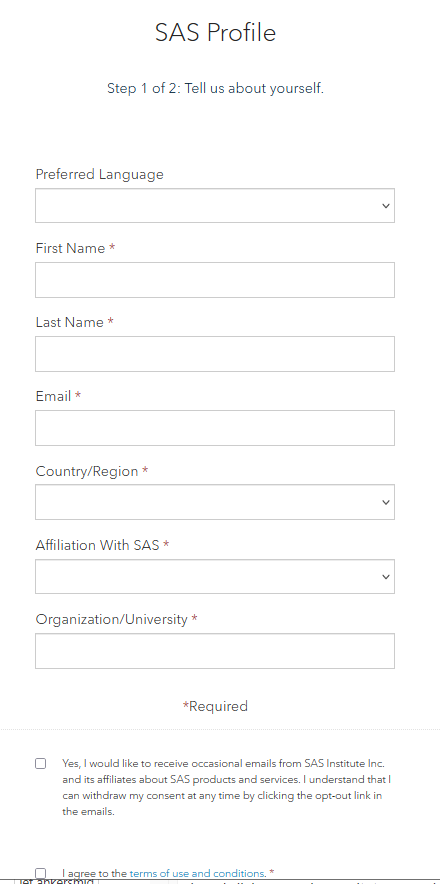 SAS Profile
Step 1 of 2: Tell us about yourself.
Preferred Language
First Name *
Last Name *
Email *
Country/Region *
Affiliation With SAS *
Organization/University *
*Required
Yes, I would like to receive occasional emails from SAS Institute Inc.
and its affiliates about SAS products and services. I understand that I
can withdraw my consent at any time by clicking the opt-out link in
the emails.
I agree to the terms of use and conditions. *